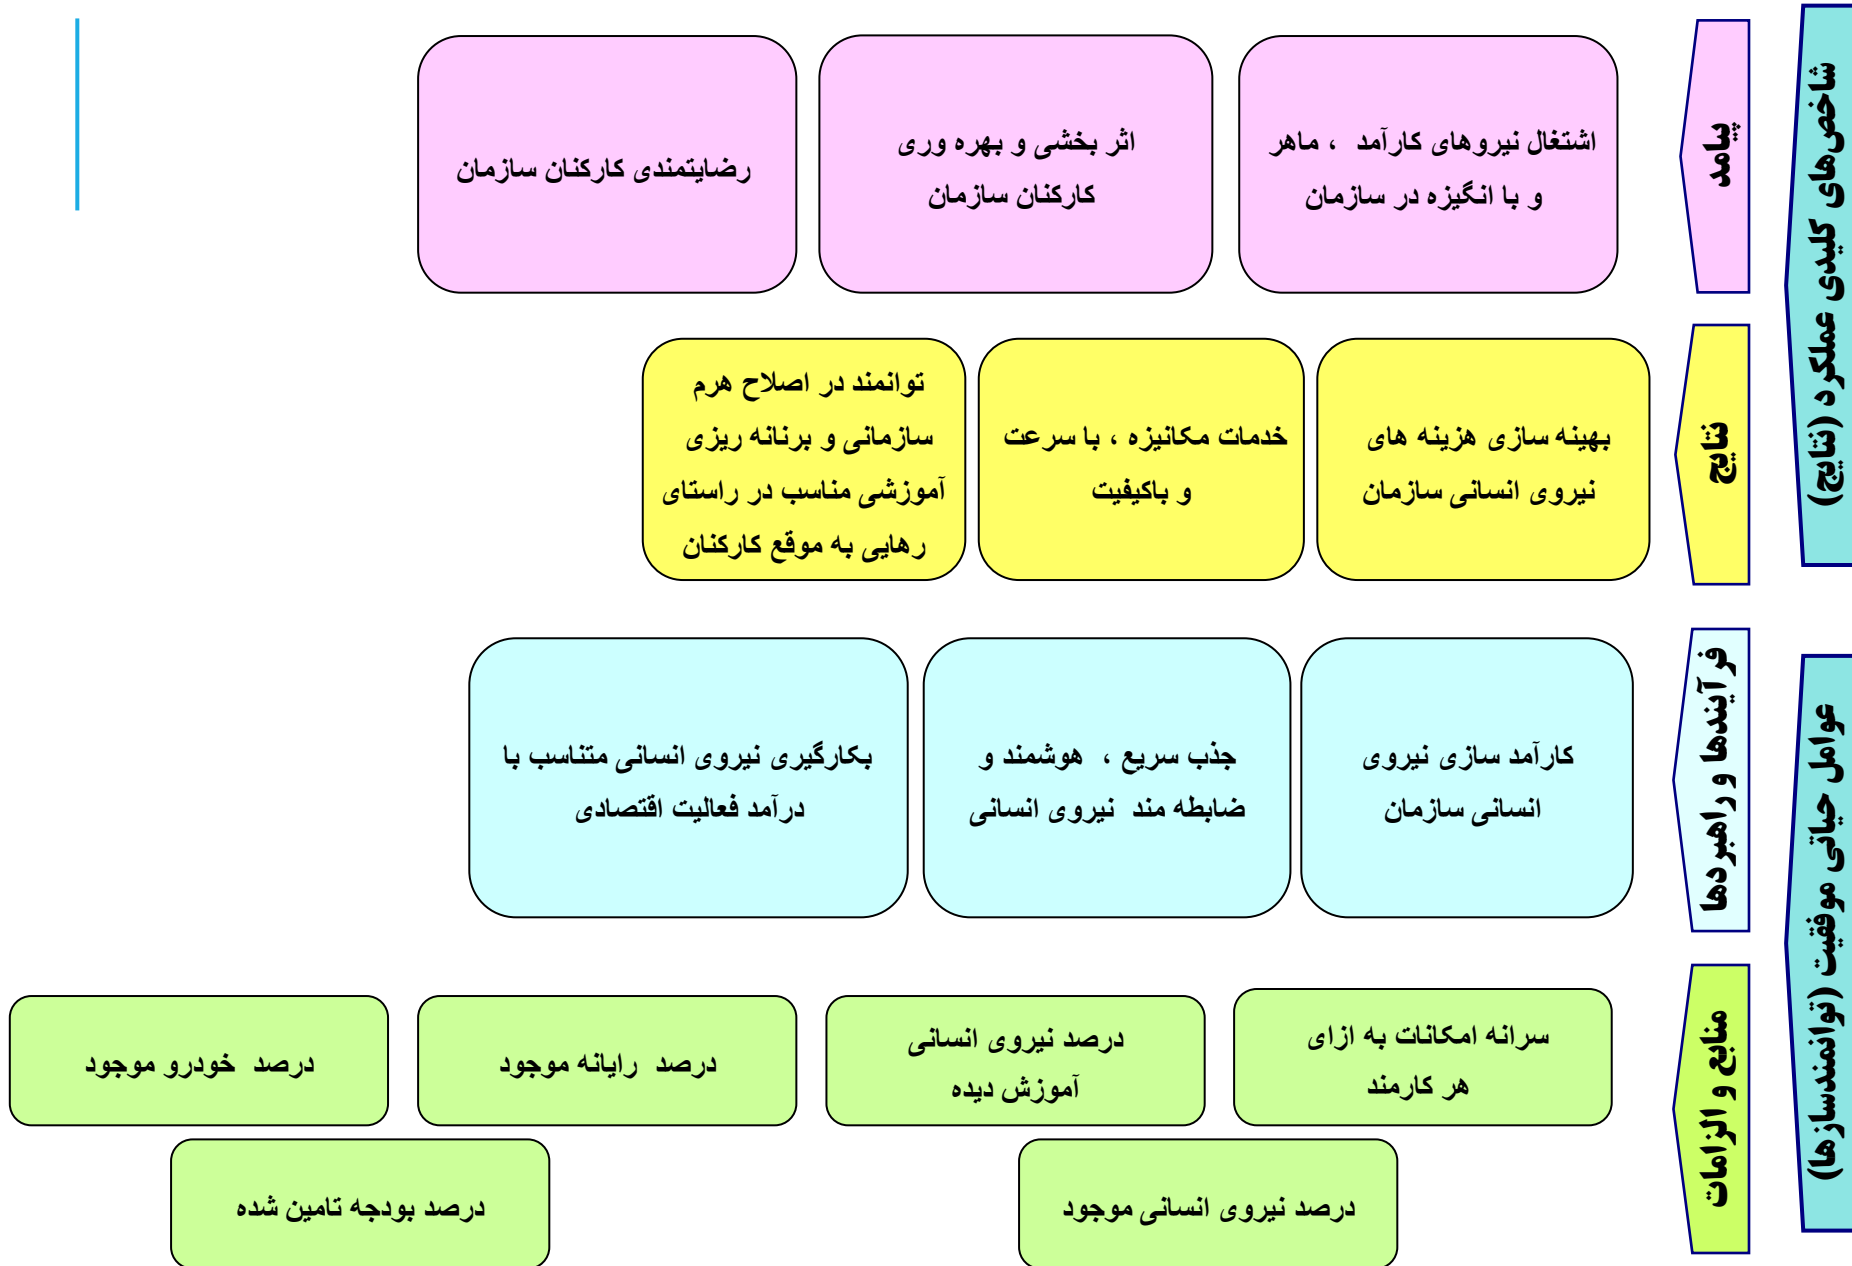 شاخص‌های کلیدی عملکرد (نتایج)
پیامد
اشتغال نیروهای کارآمد ، ماهر
و با انگیزه در سازمان
اثر بخشی و بهره وری
کارکنان سازمان
رضایتمندی کارکنان سازمان
نتایج
بهینه سازی هزینه های
نیروی انسانی سازمان
خدمات مکانیزه ، با سرعت
و باکیفیت
توانمند در اصلاح هرم
سازمانی و برنانه ریزی
آموزشی مناسب در راستای
رهایی به موقع کارکنان
عوامل حیاتی موفقیت (توانمندسازها)
فرآیندها و راهبردها
کارآمد سازی نیروی
انسانی سازمان
جذب سریع ، هوشمند و
ضابطه مند نیروی انسانی
بکارگیری نیروی انسانی متناسب با
درآمد فعالیت اقتصادی
منابع و الزامات
سرانه امکانات به ازای
هر کارمند
درصد نیروی انسانی
آموزش دیده
درصد رایانه موجود
درصد خودرو موجود
درصد نیروی انسانی موجود
درصد بودجه تامین شده